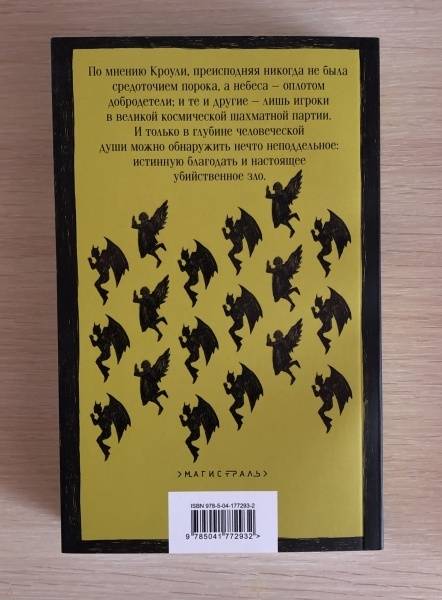 По мнению Кроули, преисподняя никогда не была
средоточием порока, а небеса – оплотом
добродетели; и те и другие – лишь игроки
в великой космической шахматной партии.
И только в глубине человеческой
души можно обнаружить нечто неподдельное:
истинную благодать и настоящее
убийственное зло.
›МАГИСТРАЛЬ›
ISBN 978-5-04-177293-2
9 785041 772932 >